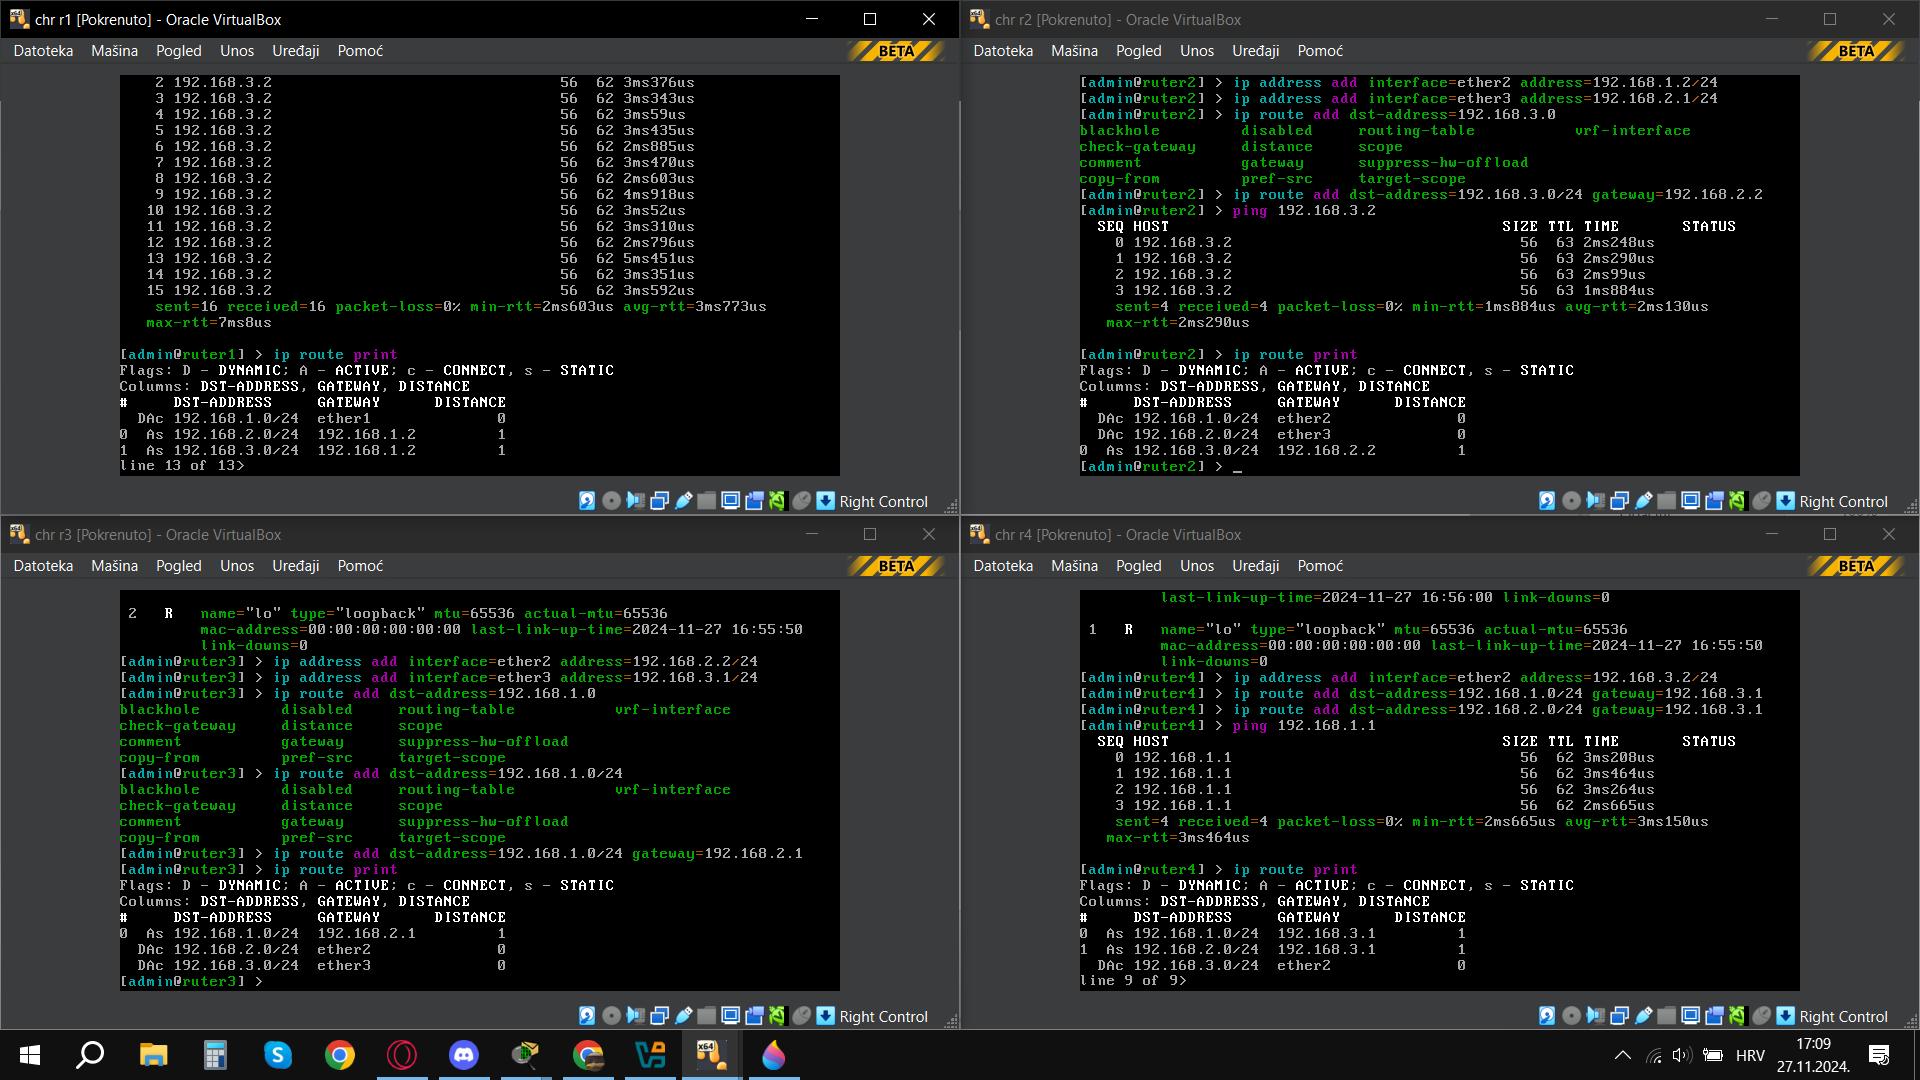 chr r1 [Pokrenuto] - Oracle VirtualBox
Datoteka Mašina Pogled Unos Uređaji Pomoć
BETA
2 192.168.3.2 56 62 3ms376us
3 192.168.3.2 56 62 3ms343us
4 192.168.3.2 56 62 3ms59us
5 192.168.3.2 56 62 3ms435us
6 192.168.3.2 56 62 2ms885us
7 192.168.3.2 56 62 3ms470us
8 192.168.3.2 56 62 2ms603us
9 192.168.3.2 56 62 4ms918us
10 192.168.3.2 56 62 3ms52us
11 192.168.3.2 56 62 3ms310us
12 192.168.3.2 56 62 2ms796us
13 192.168.3.2 56 62 5ms451us
14 192.168.3.2 56 62 3ms351us
15 192.168.3.2 56 62 3ms592us
sent=16 received=16 packet-loss=0% min-rtt=2ms603us avg-rtt=3ms773us
max-rtt=7ms8us
[admin@ruter1] > ip route print
Flags: D - DYNAMIC; A - ACTIVE; c - CONNECT, s - STATIC
Columns: DST-ADDRESS, GATEWAY, DISTANCE
# DST-ADDRESS GATEWAY DISTANCE
DAc 192.168.1.0/24 ether1 0
0 As 192.168.2.0/24 192.168.1.2 1
1 As 192.168.3.0/24 192.168.1.2 1
line 13 of 13>
Right Control
chr r2 [Pokrenuto] - Oracle VirtualBox
Datoteka Mašina Pogled Unos Uređaji Pomoć
BETA
[admin@ruter2] > ip address add interface=ether2 address=192.168.1.2/24
[admin@ruter2] > ip address add interface=ether3 address=192.168.2.1/24
[admin@ruter2] > ip route add dst-address=192.168.3.0
blackhole disabled routing-table vrf-interface
check-gateway distance scope
comment gateway suppress-hw-offload
copy-from pref-src target-scope
[admin@ruter2] > ip route add dst-address=192.168.3.0/24 gateway=192.168.2.2
[admin@ruter2] > ping 192.168.3.2
SEQ HOST SIZE TTL TIME STATUS
0 192.168.3.2 56 63 2ms248us
1 192.168.3.2 56 63 2ms290us
2 192.168.3.2 56 63 2ms99us
3 192.168.3.2 56 63 1ms884us
sent=4 received=4 packet-loss=0% min-rtt=1ms884us avg-rtt=2ms130us
max-rtt=2ms290us
[admin@ruter2] > ip route print
Flags: D - DYNAMIC; A - ACTIVE; c - CONNECT, s - STATIC
Columns: DST-ADDRESS, GATEWAY, DISTANCE
# DST-ADDRESS GATEWAY DISTANCE
DAc 192.168.1.0/24 ether2 0
DAc 192.168.2.0/24 ether3 0
0 As 192.168.3.0/24 192.168.2.2 1
[admin@ruter2] > _
Right Control
chr r3 [Pokrenuto] - Oracle VirtualBox
Datoteka Mašina Pogled Unos Uređaji Pomoć
BETA
2 R name="lo" type="loopback" mtu=65536 actual-mtu=65536
mac-address=00:00:00:00:00:00 last-link-up-time=2024-11-27 16:55:50
link-downs=0
[admin@ruter3] > ip address add interface=ether2 address=192.168.2.2/24
[admin@ruter3] > ip address add interface=ether3 address=192.168.3.1/24
[admin@ruter3] > ip route add dst-address=192.168.1.0
blackhole disabled routing-table vrf-interface
check-gateway distance scope
comment gateway suppress-hw-offload
copy-from pref-src target-scope
[admin@ruter3] > ip route add dst-address=192.168.1.0/24
blackhole disabled routing-table vrf-interface
check-gateway distance scope
comment gateway suppress-hw-offload
copy-from pref-src target-scope
[admin@ruter3] > ip route add dst-address=192.168.1.0/24 gateway=192.168.2.1
[admin@ruter3] > ip route print
Flags: D - DYNAMIC; A - ACTIVE; c - CONNECT, s - STATIC
Columns: DST-ADDRESS, GATEWAY, DISTANCE
# DST-ADDRESS GATEWAY DISTANCE
0 As 192.168.1.0/24 192.168.2.1 1
DAc 192.168.2.0/24 ether2 0
DAc 192.168.3.0/24 ether3 0
[admin@ruter3] >
Right Control
chr r4 [Pokrenuto] - Oracle VirtualBox
Datoteka Mašina Pogled Unos Uređaji Pomoć
BETA
last-link-up-time=2024-11-27 16:56:00 link-downs=0
1 R name="lo" type="loopback" mtu=65536 actual-mtu=65536
mac-address=00:00:00:00:00:00 last-link-up-time=2024-11-27 16:55:50
link-downs=0
[admin@ruter4] > ip address add interface=ether2 address=192.168.3.2/24
[admin@ruter4] > ip route add dst-address=192.168.1.0/24 gateway=192.168.3.1
[admin@ruter4] > ip route add dst-address=192.168.2.0/24 gateway=192.168.3.1
[admin@ruter4] > ping 192.168.1.1
SEQ HOST SIZE TTL TIME STATUS
0 192.168.1.1 56 62 3ms208us
1 192.168.1.1 56 62 3ms464us
2 192.168.1.1 56 62 3ms264us
3 192.168.1.1 56 62 2ms665us
sent=4 received=4 packet-loss=0% min-rtt=2ms665us avg-rtt=3ms150us
max-rtt=3ms464us
[admin@ruter4] > ip route print
Flags: D - DYNAMIC; A - ACTIVE; c - CONNECT, s - STATIC
Columns: DST-ADDRESS, GATEWAY, DISTANCE
# DST-ADDRESS GATEWAY DISTANCE
0 As 192.168.1.0/24 192.168.3.1 1
1 As 192.168.2.0/24 192.168.3.1 1
DAc 192.168.3.0/24 ether2 0
line 9 of 9>
Right Control
HRV
17:09
27.11.2024.